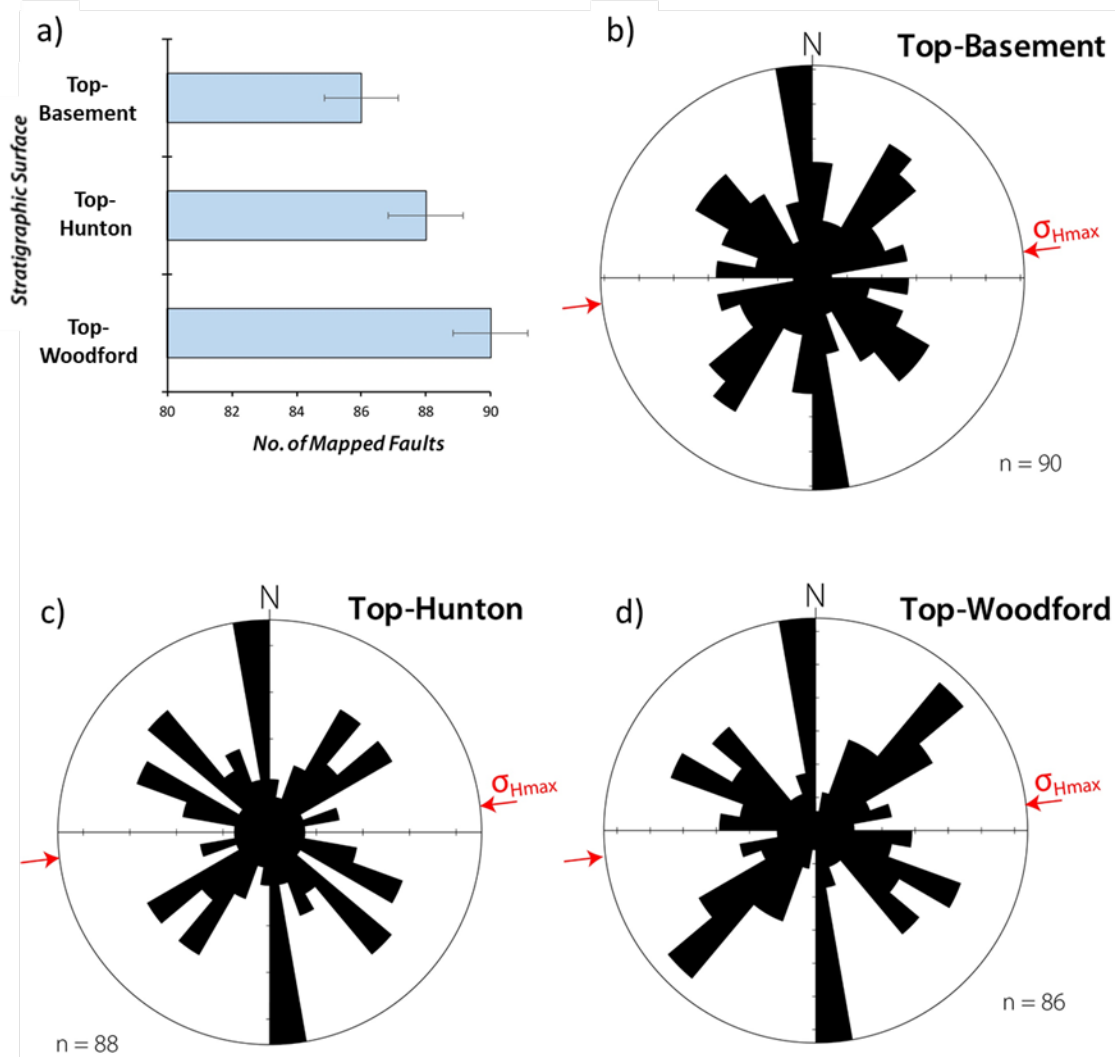 a)
Stratigraphic Surface
Top-
Basement
Top-
Hunton
Top-
Woodford
80 82 84 86 88 90
No. of Mapped Faults
b)
N
Top-Basement
σHmax
n = 90
c)
N
Top-Hunton
σHmax
n = 88
d)
N
Top-Woodford
σHmax
n = 86